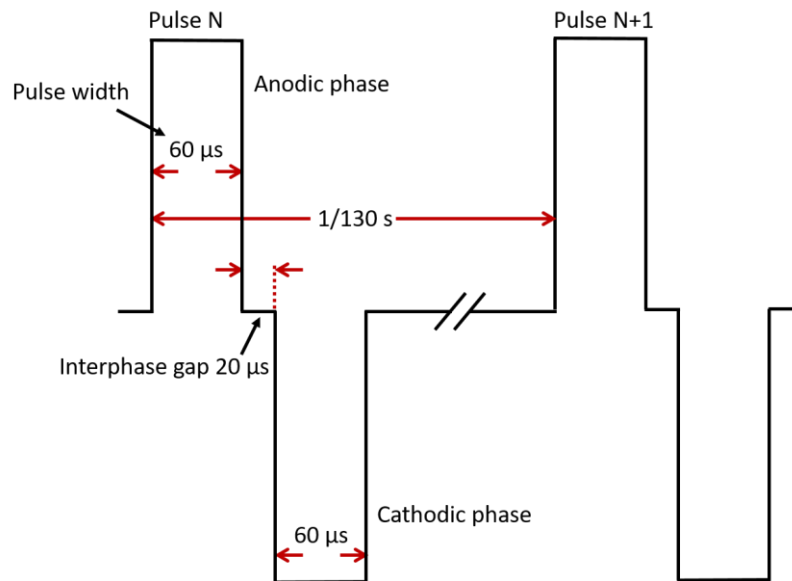 Pulse N
Pulse N+1
Anodic phase
Pulse width
60 µs
1/130 s
Interphase gap 20 µs
Cathodic phase
60 µs